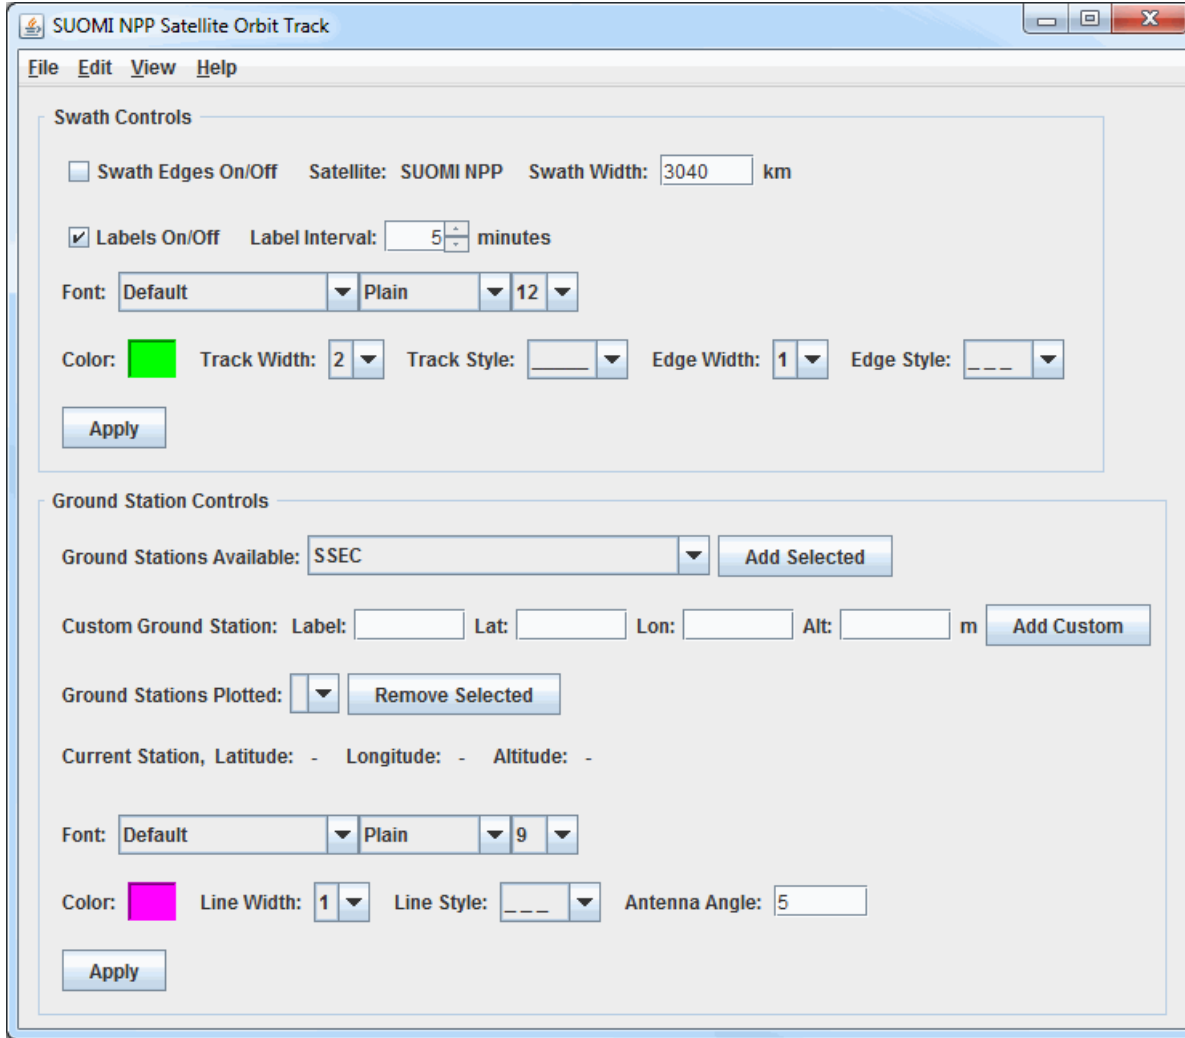 SUOMI NPP Satellite Orbit Track
File Edit View Help
Swath Controls
Swath Edges On/Off Satellite: SUOMI NPP Swath Width: 3040 km
Labels On/Off Label Interval: 5 minutes
Font: Default Plain 12
Color: Track Width: 2 Track Style: _____ Edge Width: 1 Edge Style: _ _ _
Apply
Ground Station Controls
Ground Stations Available: SSEC Add Selected
Custom Ground Station: Label: Lat: Lon: Alt: m Add Custom
Ground Stations Plotted: Remove Selected
Current Station, Latitude: - Longitude: - Altitude: -
Font: Default Plain 9
Color: Line Width: 1 Line Style: _ _ _ Antenna Angle: 5
Apply